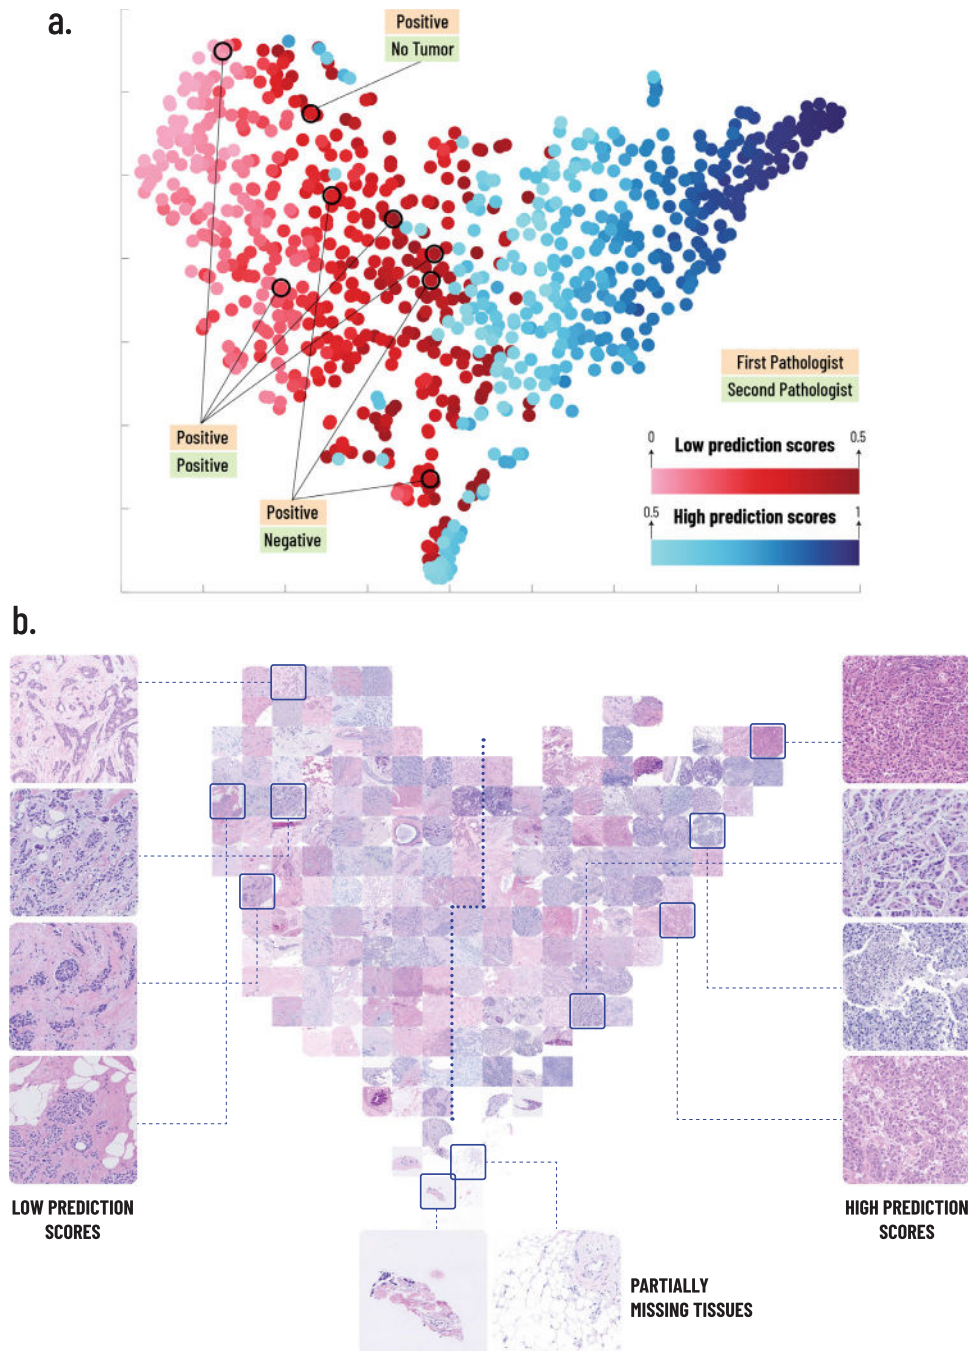 a.
Positive
No Tumor
First Pathologist
Second Pathologist
Positive
Positive
0
Low prediction scores
0.5
Positive
Negative
0.5
High prediction scores
1
b.
LOW PREDICTION
SCORES
HIGH PREDICTION
SCORES
PARTIALLY
MISSING TISSUES